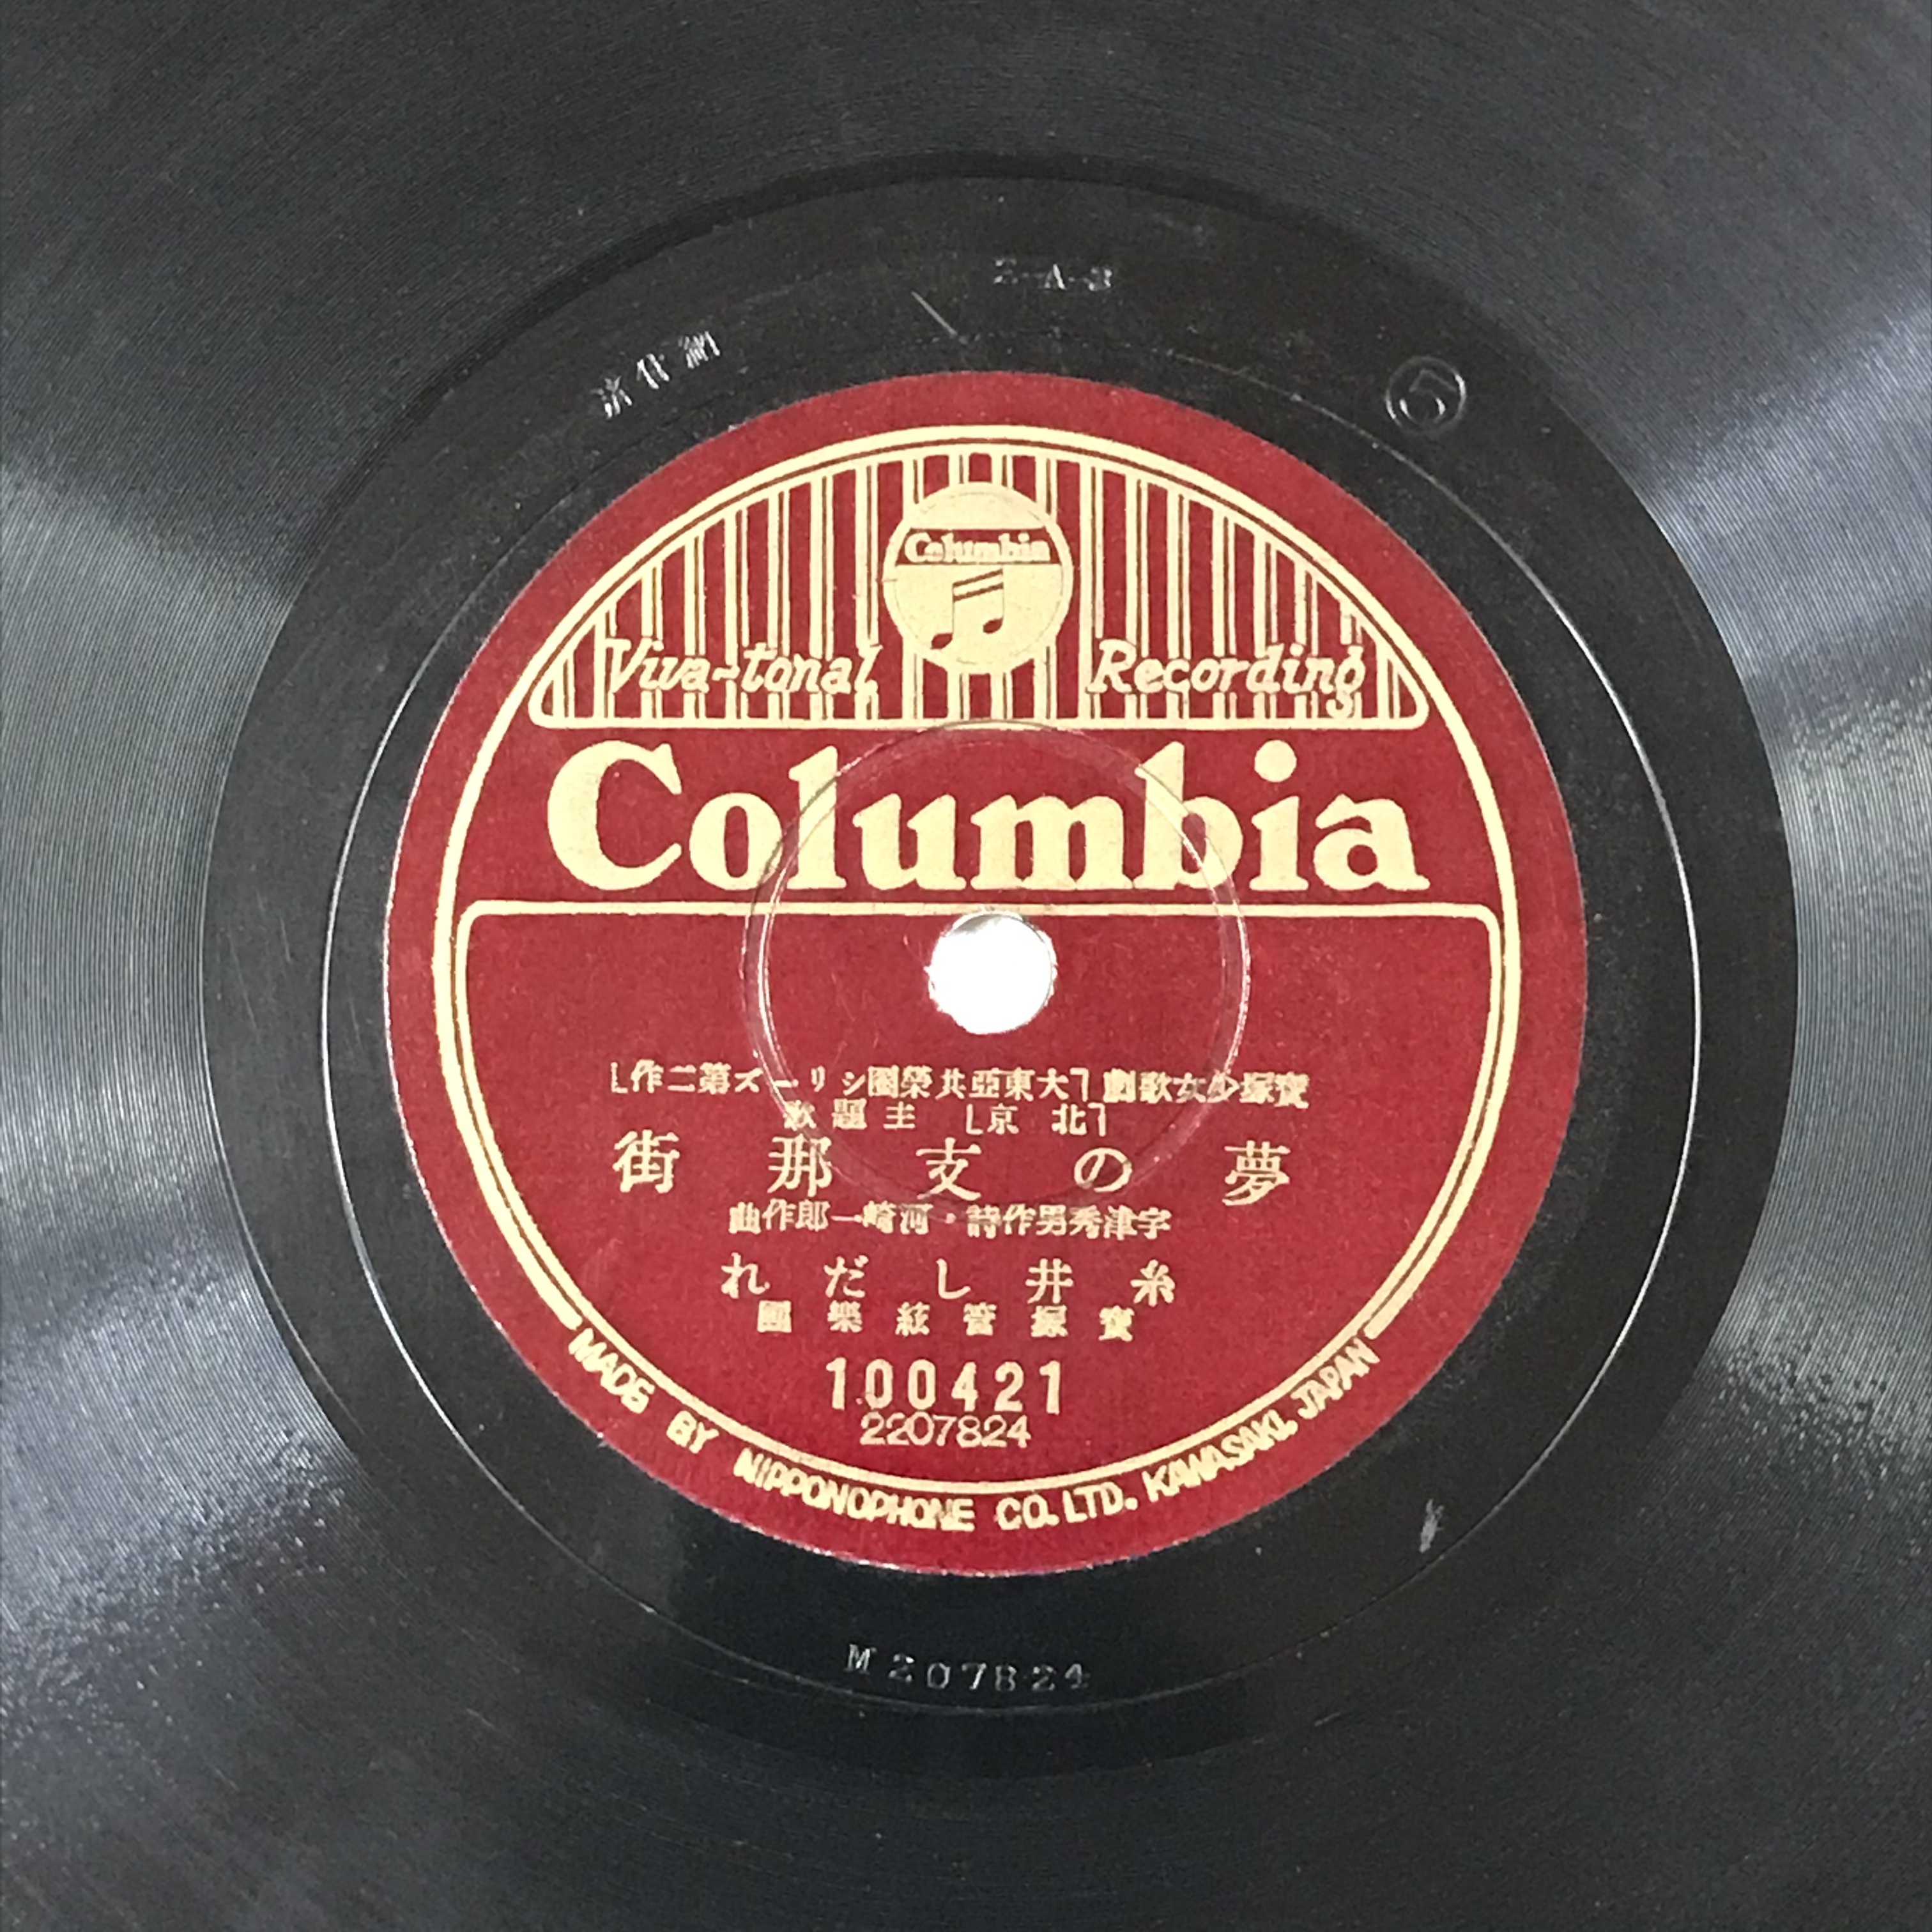 ⑤
Columbia
Viva-tonal Recording
Columbia
寶塚少女歌劇「大東亞共榮圏シリーズ第二作」
「北京」主題歌
夢の支那街
宇津秀男作詩・河崎一郎作曲
糸井しだれ
寶塚管絃樂團
100421
2207824
MADE BY NIPPONOPHONE CO. LTD. KAWASAKI, JAPAN
M207824